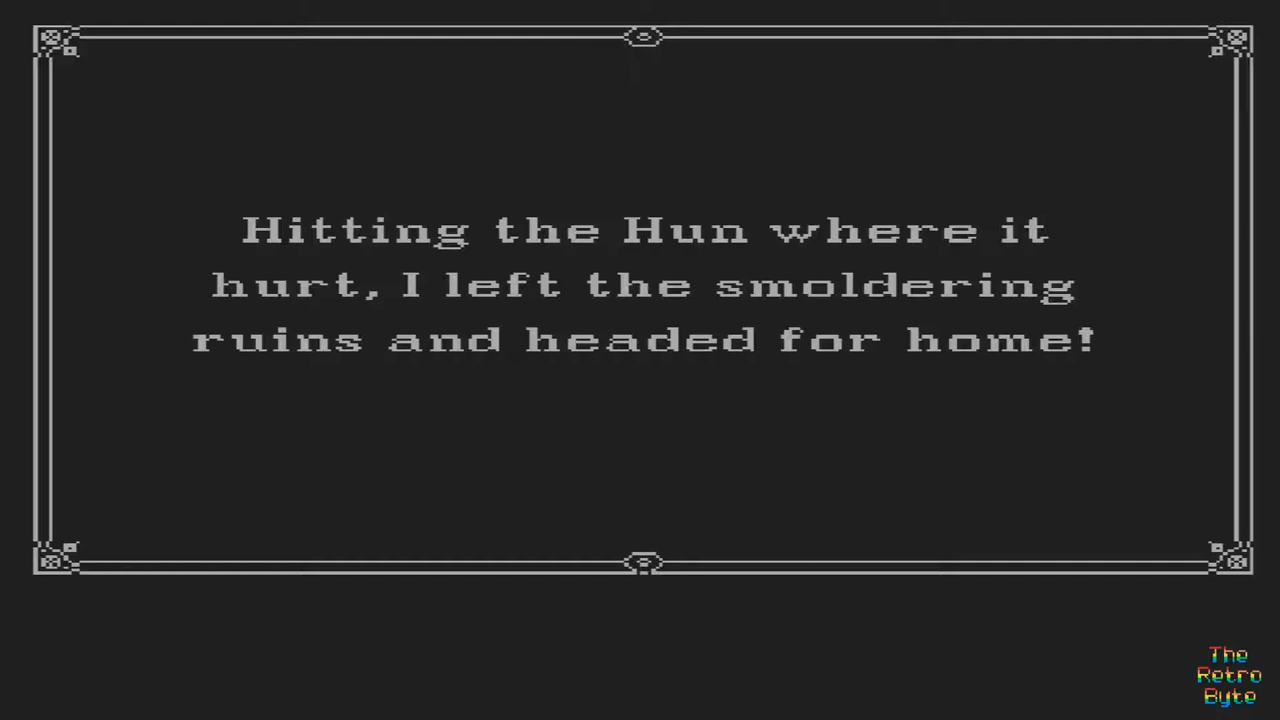 Hitting the Hun where it
hurt, I left the smoldering
ruins and headed for home!
The
Retro
Byte